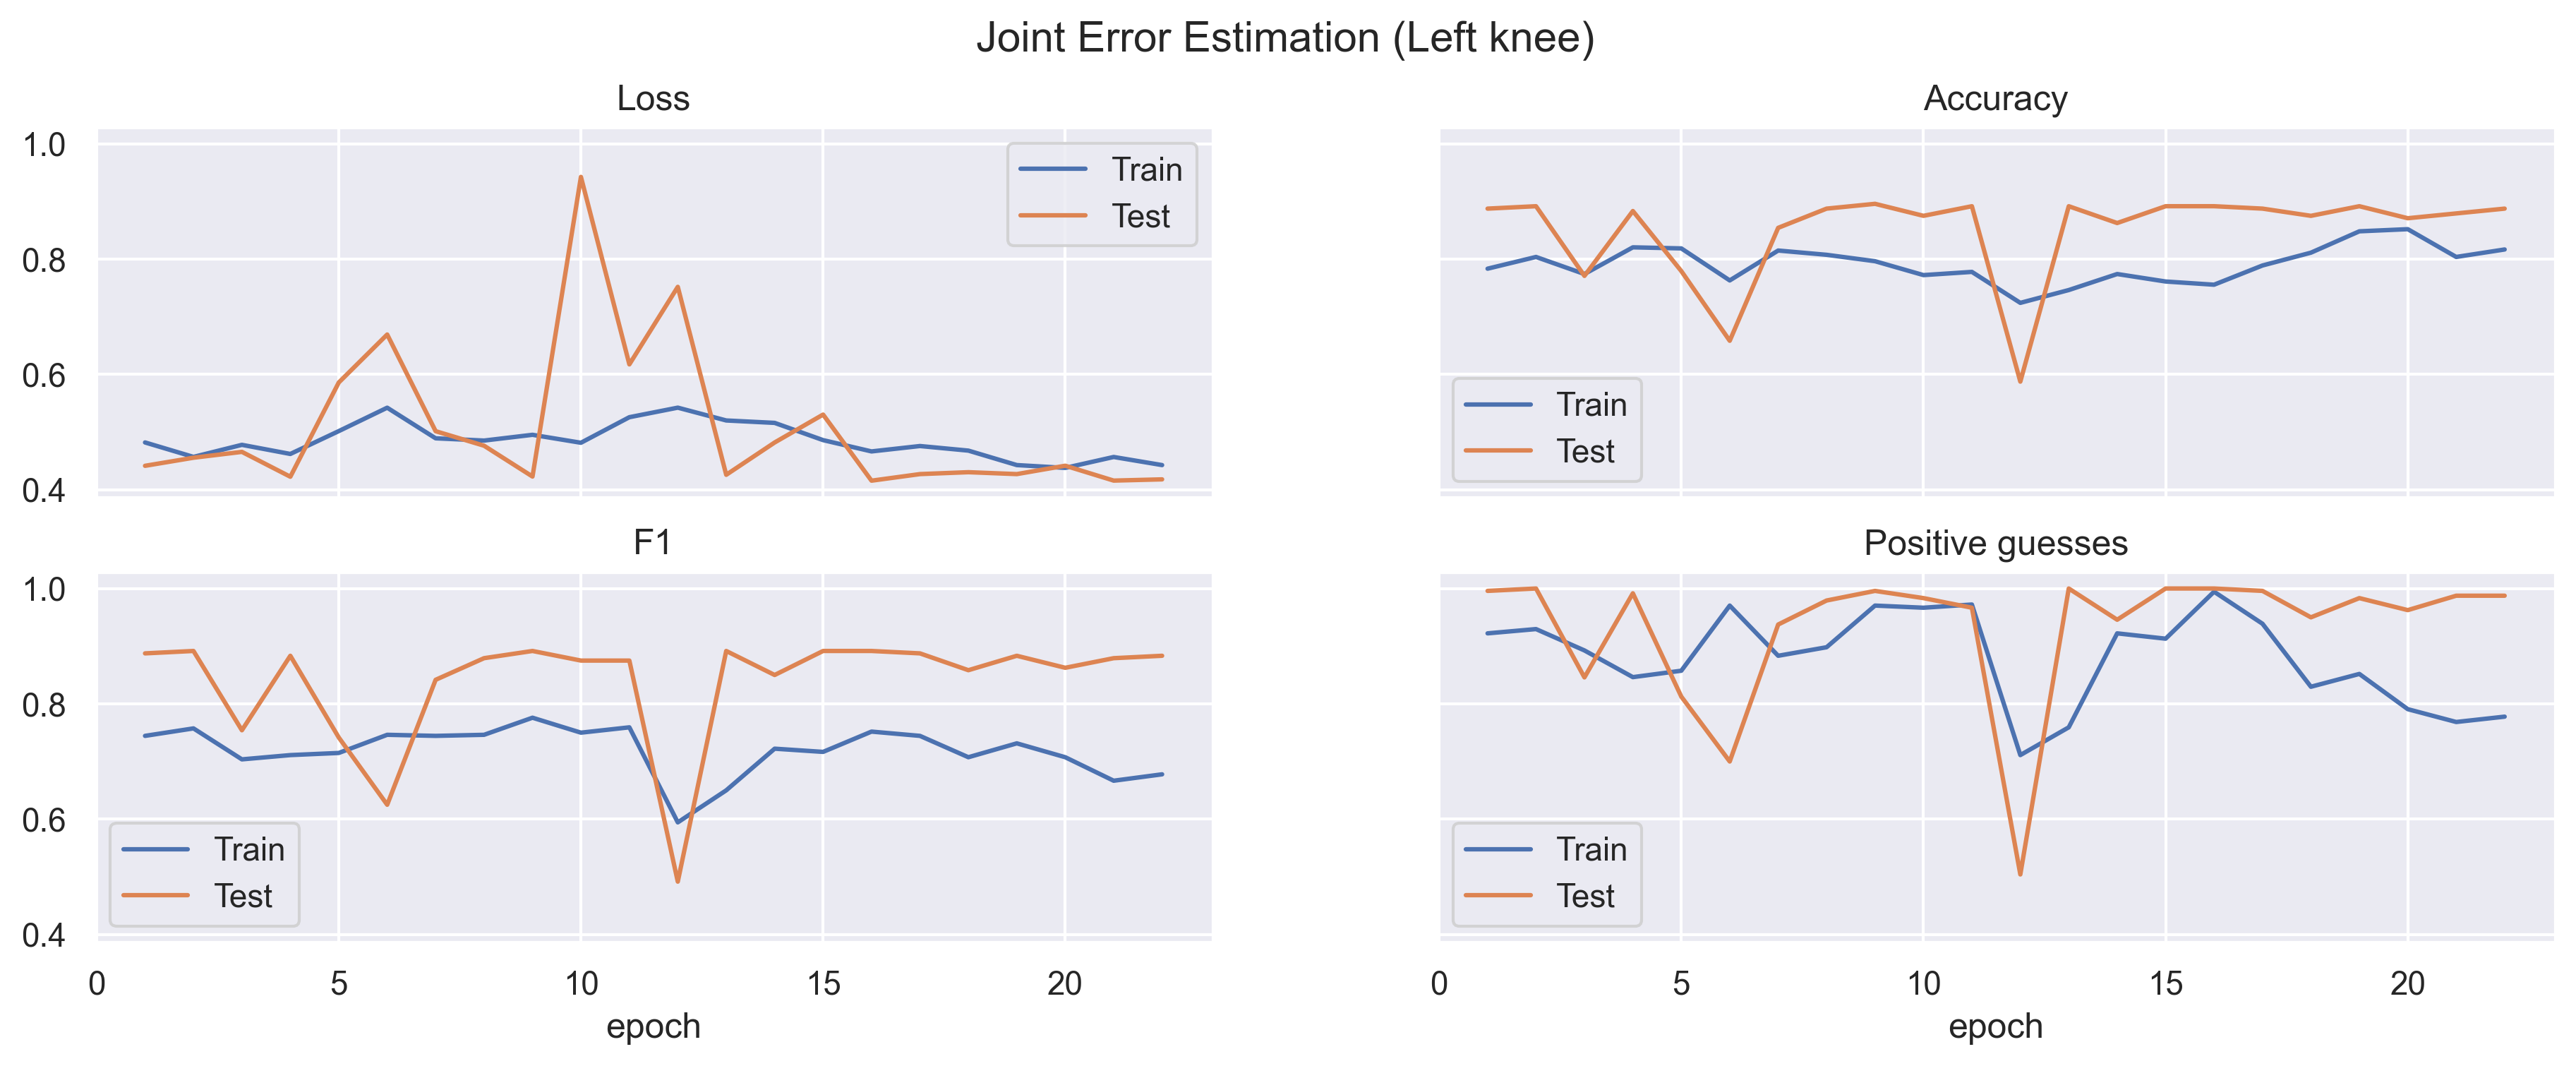 Joint Error Estimation (Left knee)
Loss
1.0
0.8
0.6
0.4
Train
Test
Accuracy
Train
Test
F1
1.0
0.8
0.6
0.4
Train
Test
0 5 10 15 20
epoch
Positive guesses
Train
Test
0 5 10 15 20
epoch